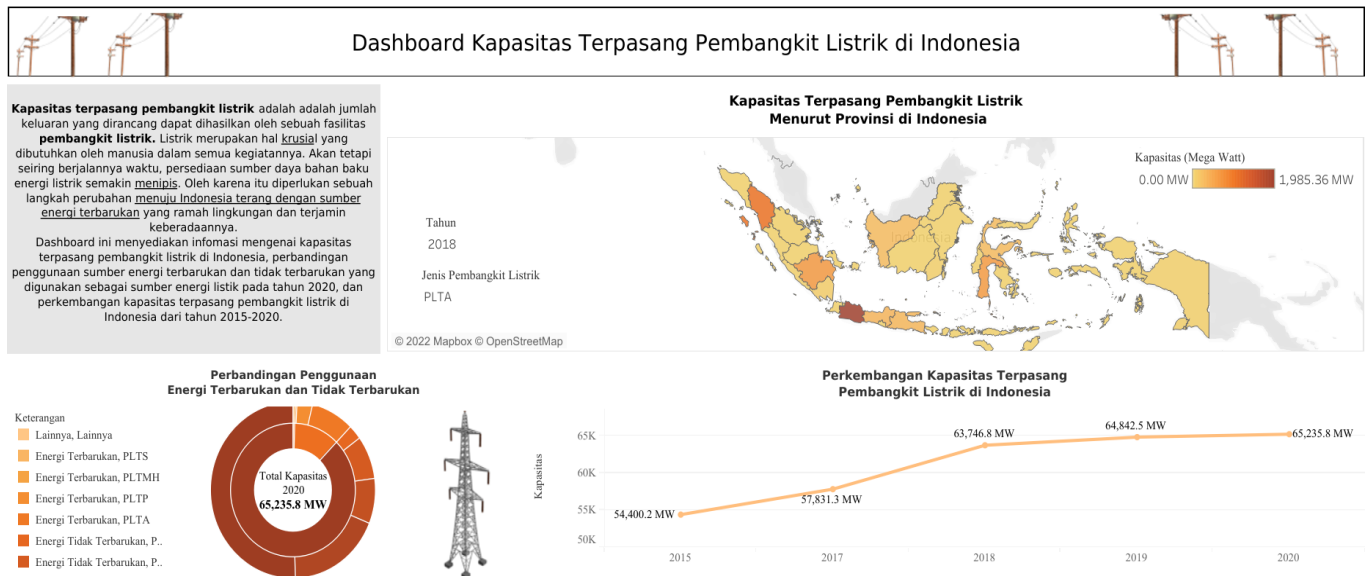 Dashboard Kapasitas Terpasang Pembangkit Listrik di Indonesia
Kapasitas terpasang pembangkit listrik adalah adalah jumlah
keluaran yang dirancang dapat dihasilkan oleh sebuah fasilitas
pembangkit listrik. Listrik merupakan hal krusial yang
dibutuhkan oleh manusia dalam semua kegiatannya. Akan tetapi
seiring berjalannya waktu, persediaan sumber daya bahan baku
energi listrik semakin menipis. Oleh karena itu diperlukan sebuah
langkah perubahan menuju Indonesia terang dengan sumber
energi terbarukan yang ramah lingkungan dan terjamin
keberadaannya.
Dashboard ini menyediakan infomasi mengenai kapasitas
terpasang pembangkit listrik di Indonesia, perbandingan
penggunaan sumber energi terbarukan dan tidak terbarukan yang
digunakan sebagai sumber energi listik pada tahun 2020, dan
perkembangan kapasitas terpasang pembangkit listrik di
Indonesia dari tahun 2015-2020.
Kapasitas Terpasang Pembangkit Listrik
Menurut Provinsi di Indonesia
Kapasitas (Mega Watt)
0.00 MW 1,985.36 MW
Tahun
2018
Jenis Pembangkit Listrik
PLTA
Indonesia
© 2022 Mapbox © OpenStreetMap
Perbandingan Penggunaan
Energi Terbarukan dan Tidak Terbarukan
Keterangan
Lainnya, Lainnya
Energi Terbarukan, PLTS
Energi Terbarukan, PLTMH
Energi Terbarukan, PLTP
Energi Terbarukan, PLTA
Energi Tidak Terbarukan, P..
Energi Tidak Terbarukan, P..
Total Kapasitas
2020
65,235.8 MW
Perkembangan Kapasitas Terpasang
Pembangkit Listrik di Indonesia
Kapasitas
65K
60K
55K
50K
54,400.2 MW
57,831.3 MW
63,746.8 MW
64,842.5 MW
65,235.8 MW
2015 2017 2018 2019 2020